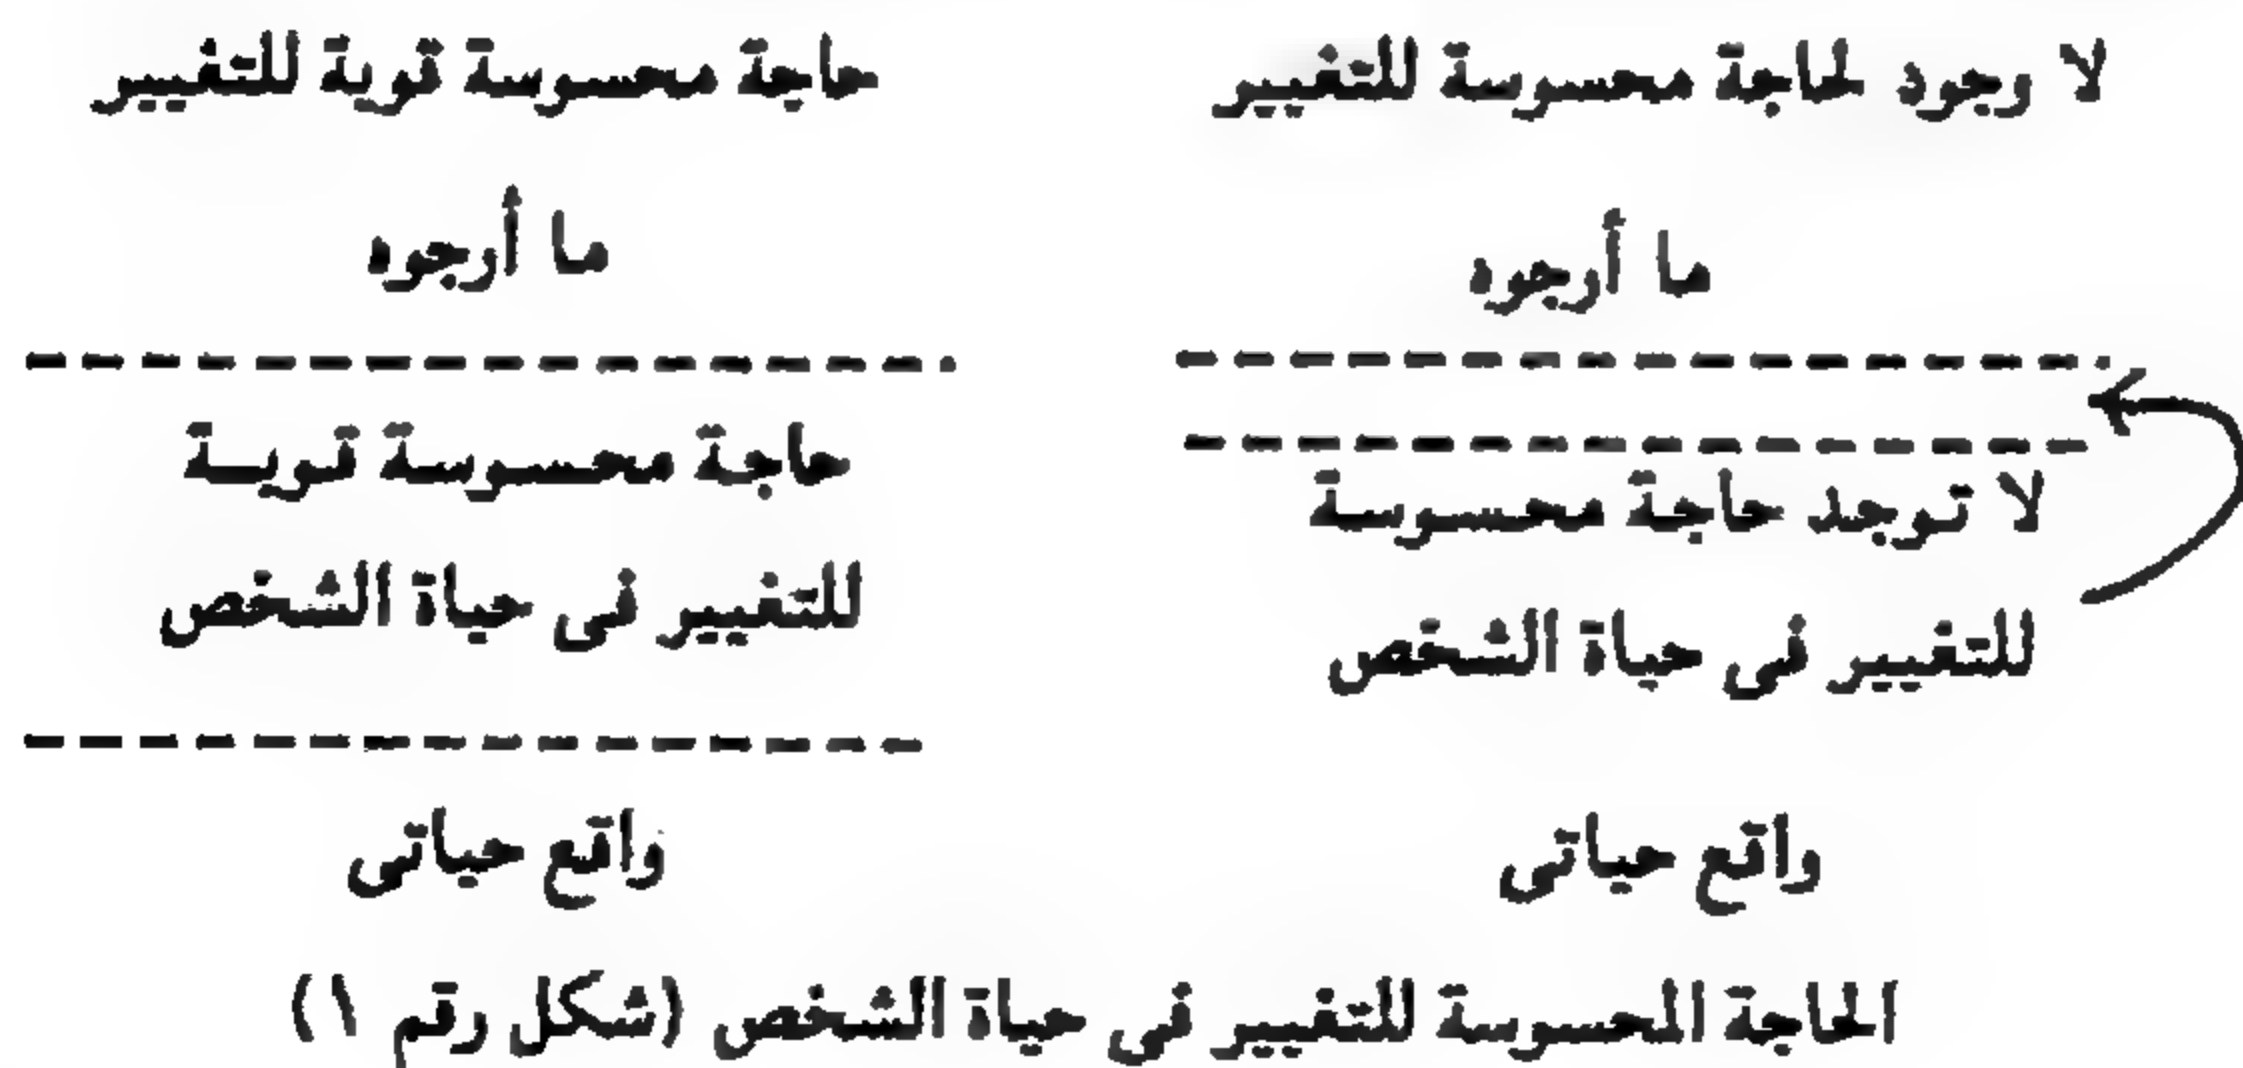 لا وجود لحاجة محسوسة للتغيير
ما أرجوه
لا توجد حاجة محسوسة
للتغيير فى حياة الشخص
واقع حياتى
حاجة محسوسة قوية للتغيير
ما أرجوه
حاجة محسوسة قويـة
للتغيير فى حياة الشخص
واقع حياتى
الحاجة المحسوسة للتغيير فى حياة الشخص (شكل رقم ١)